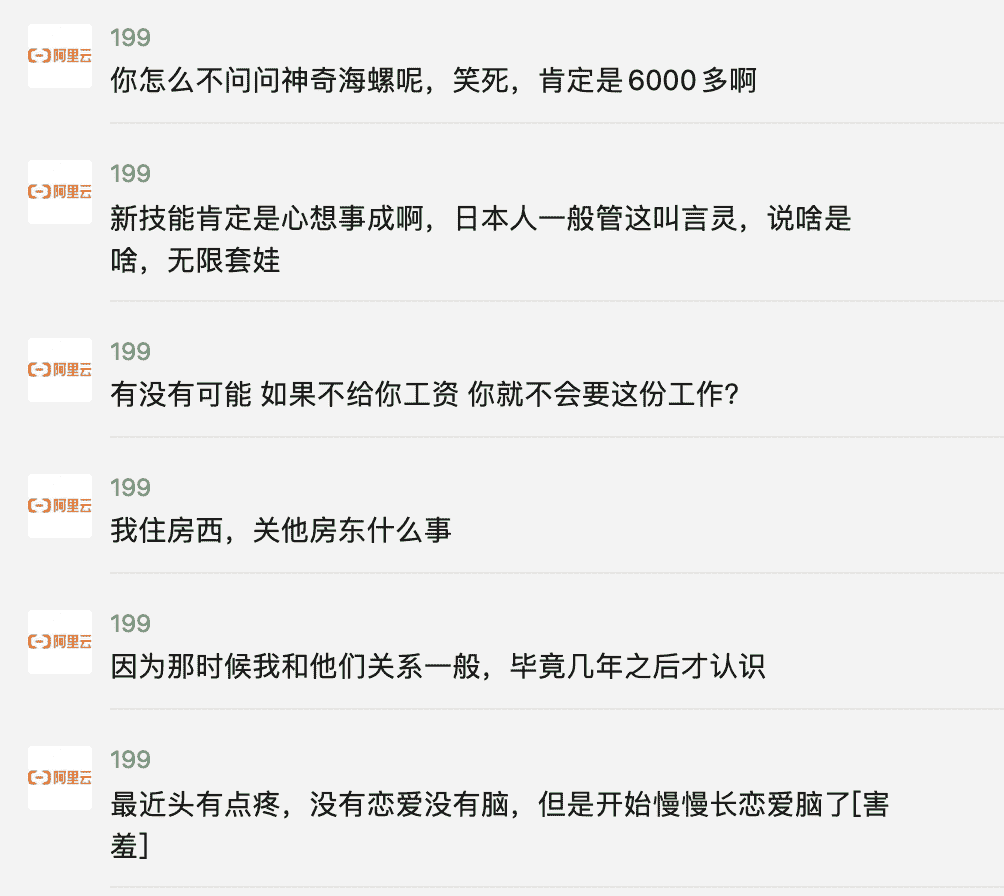 阿里云
199
你怎么不问问神奇海螺呢，笑死，肯定是6000多啊
阿里云
199
新技能肯定是心想事成啊，日本人一般管这叫言灵，说啥是
啥，无限套娃
阿里云
199
有没有可能 如果不给你工资 你就不会要这份工作？
阿里云
199
我住房西，关他房东什么事
阿里云
199
因为那时候我和他们关系一般，毕竟几年之后才认识
阿里云
199
最近头有点疼，没有恋爱没有脑，但是开始慢慢长恋爱脑了[害
羞]